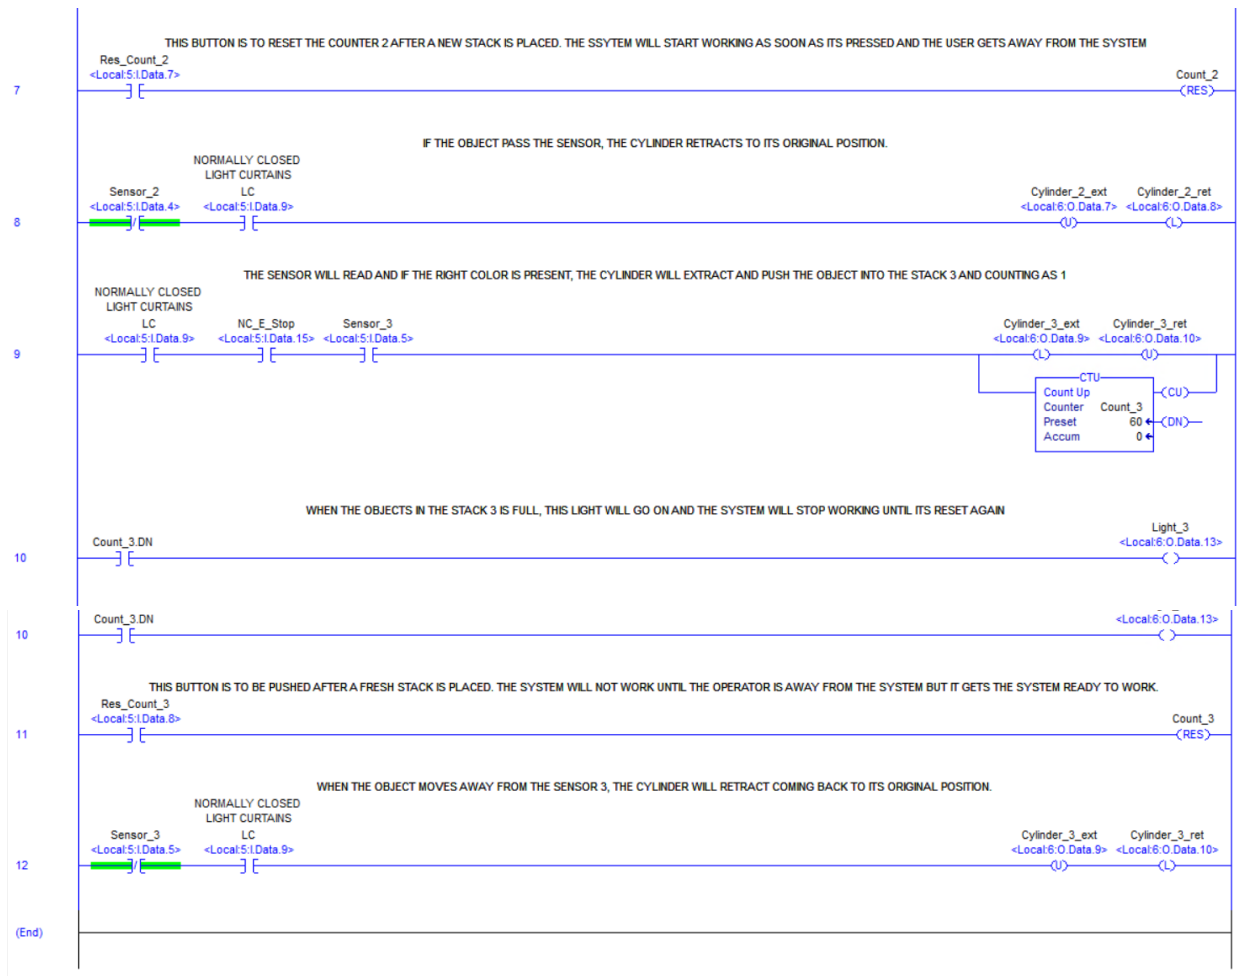 THIS BUTTON IS TO RESET THE COUNTER 2 AFTER A NEW STACK IS PLACED. THE SSYTEM WILL START WORKING AS SOON AS ITS PRESSED AND THE USER GETS AWAY FROM THE SYSTEM
Res_Count_2
<Local:5:I.Data.7>
Count_2
7
(RES)
IF THE OBJECT PASS THE SENSOR, THE CYLINDER RETRACTS TO ITS ORIGINAL POSITION.
NORMALLY CLOSED
LIGHT CURTAINS
Sensor_2 LC Cylinder_2_ext Cylinder_2_ret
<Local:5:I.Data.4> <Local:5:I.Data.9> <Local:6:O.Data.7> <Local:6:O.Data.8>
8 (U) (L)
THE SENSOR WILL READ AND IF THE RIGHT COLOR IS PRESENT, THE CYLINDER WILL EXTRACT AND PUSH THE OBJECT INTO THE STACK 3 AND COUNTING AS 1
NORMALLY CLOSED
LIGHT CURTAINS
LC NC_E_Stop Sensor_3 Cylinder_3_ext Cylinder_3_ret
<Local:5:I.Data.9> <Local:5:I.Data.15> <Local:5:I.Data.5> <Local:6:O.Data.9> <Local:6:O.Data.10>
9 (L) (U)
CTU
Count Up (CU)
Counter Count_3
Preset 60 (DN)
Accum 0
WHEN THE OBJECTS IN THE STACK 3 IS FULL, THIS LIGHT WILL GO ON AND THE SYSTEM WILL STOP WORKING UNTIL ITS RESET AGAIN
Light_3
Count_3.DN <Local:6:O.Data.13>
10
Count_3.DN <Local:6:O.Data.13>
10
THIS BUTTON IS TO BE PUSHED AFTER A FRESH STACK IS PLACED. THE SYSTEM WILL NOT WORK UNTIL THE OPERATOR IS AWAY FROM THE SYSTEM BUT IT GETS THE SYSTEM READY TO WORK.
Res_Count_3
<Local:5:I.Data.8>
Count_3
11 (RES)
WHEN THE OBJECT MOVES AWAY FROM THE SENSOR 3, THE CYLINDER WILL RETRACT COMING BACK TO ITS ORIGINAL POSITION.
NORMALLY CLOSED
LIGHT CURTAINS
Sensor_3 LC Cylinder_3_ext Cylinder_3_ret
<Local:5:I.Data.5> <Local:5:I.Data.9> <Local:6:O.Data.9> <Local:6:O.Data.10>
12 (U) (L)
(End)